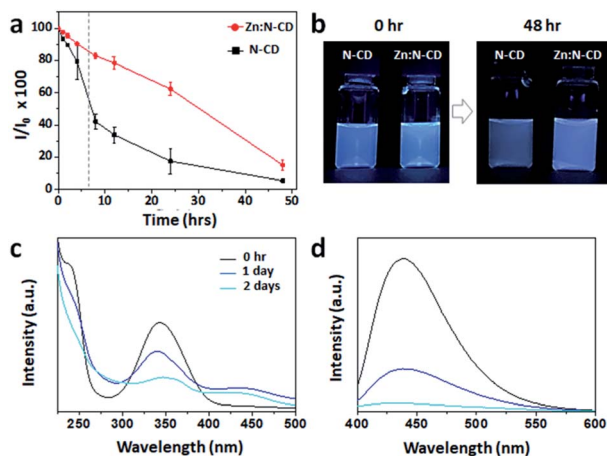 a
Zn:N-CD
N-CD
I/I₀ x 100
100
80
60
40
20
0
0 10 20 30 40 50
Time (hrs)
b
0 hr
48 hr
N-CD Zn:N-CD
N-CD Zn:N-CD
c
0 hr
1 day
2 days
Intensity (a.u.)
250 300 350 400 450 500
Wavelength (nm)
d
Intensity (a.u.)
400 450 500 550 600
Wavelength (nm)